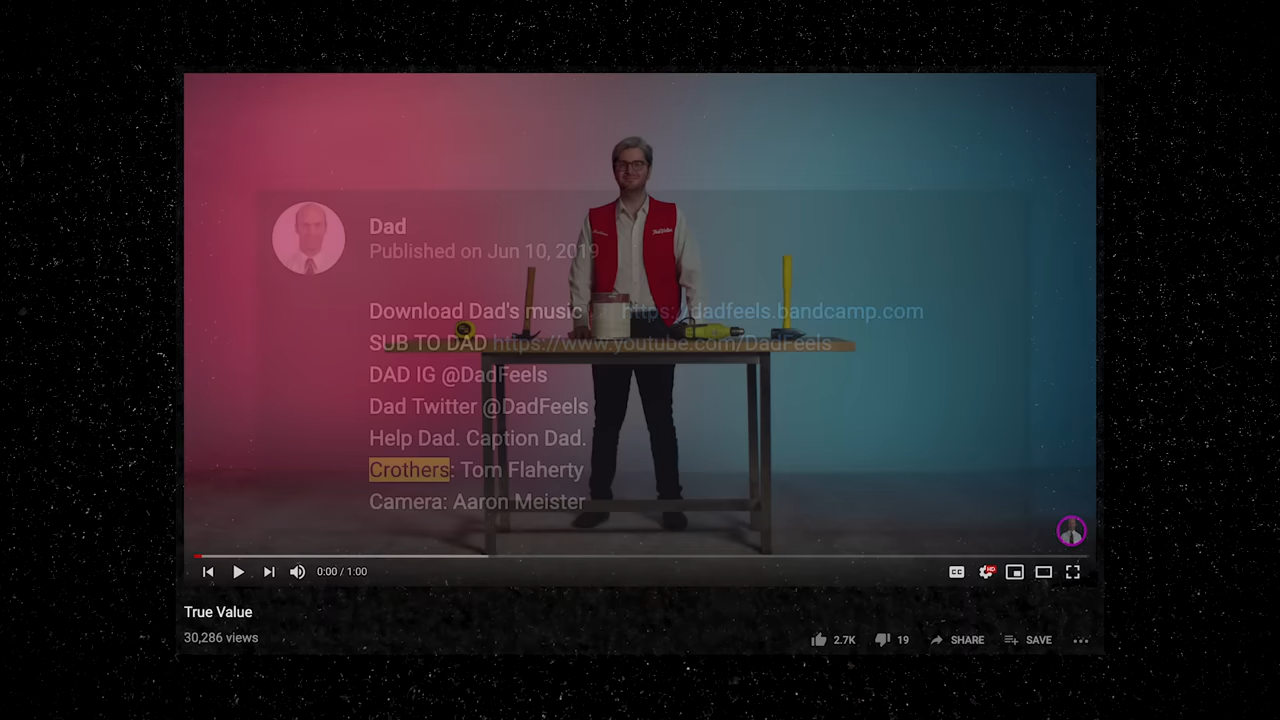 Dad
Published on Jun 10, 2019
Download Dad's music https://dadfeels.bandcamp.com
SUB TO DAD https://www.youtube.com/DadFeels
DAD IG @DadFeels
Dad Twitter @DadFeels
Help Dad. Caption Dad.
Crothers: Tom Flaherty
Camera: Aaron Meister
CC
HD
0:00 / 1:00
True Value
30,286 views
2.7K
19
SHARE
SAVE